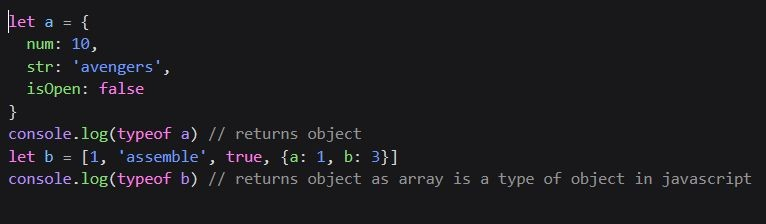 let a = {
  num: 10,
  str: 'avengers',
  isOpen: false
}
console.log(typeof a) // returns object
let b = [1, 'assemble', true, {a: 1, b: 3}]
console.log(typeof b) // returns object as array is a type of object in javascript